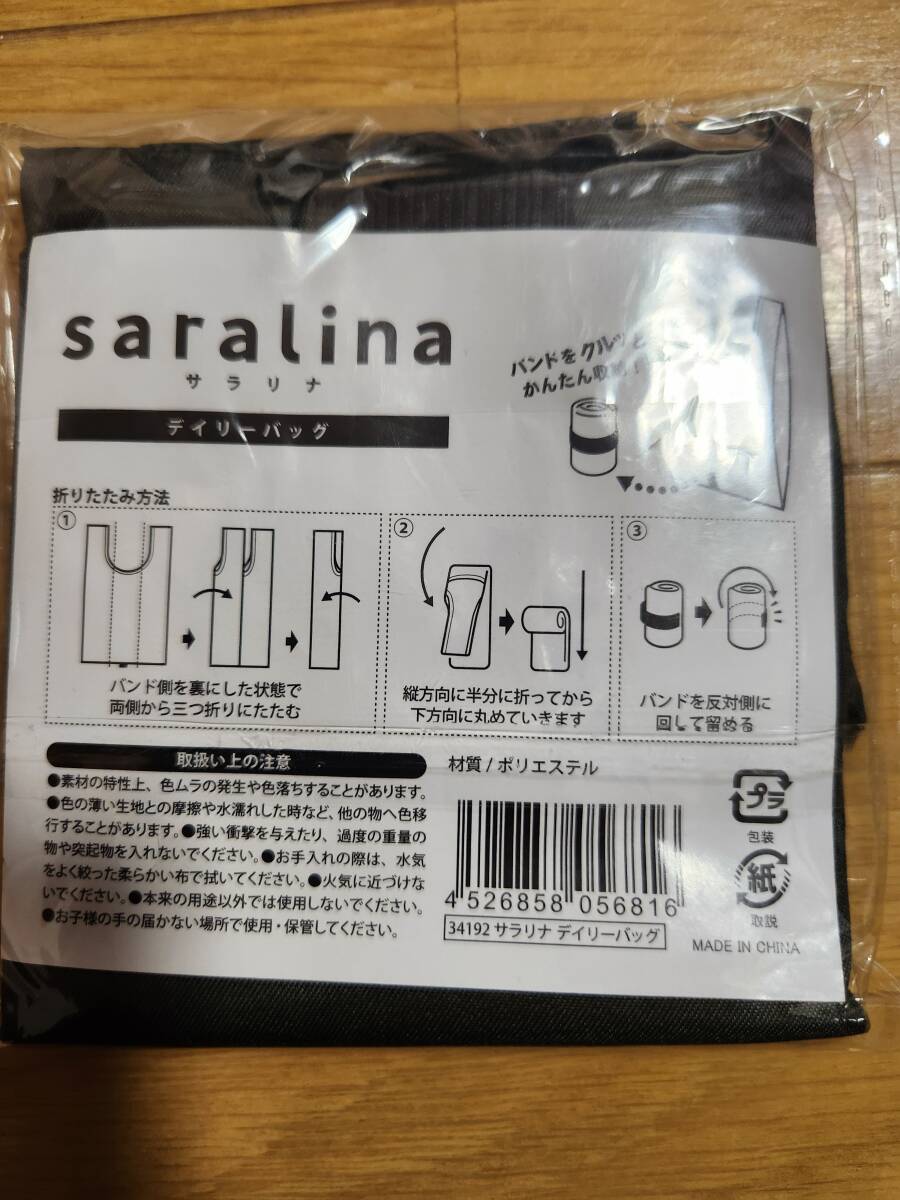 saralina
サラリナ
デイリーバッグ
バンドをクルッと
かんたん収納!
折りたたみ方法
①
バンド側を裏にした状態で
両側から三つ折りにたたむ
②
縦方向に半分に折ってから
下方向に丸めていきます
③
バンドを反対側に
回して留める
取扱い上の注意
●素材の特性上、色ムラの発生や色落ちすることがあります。
●色の薄い生地との摩擦や水濡れした時など、他の物へ色移
行することがあります。●強い衝撃を与えたり、過度の重量の
物や突起物を入れないでください。●お手入れの際は、水気
をよく絞った柔らかい布で拭いてください。●火気に近づけな
いでください。●本来の用途以外では使用しないでください。
●お子様の手の届かない場所で使用・保管してください。
材質/ポリエステル
4 526858 056816
34192 サラリナ デイリーバッグ
プラ
包装
紙
取説
MADE IN CHINA